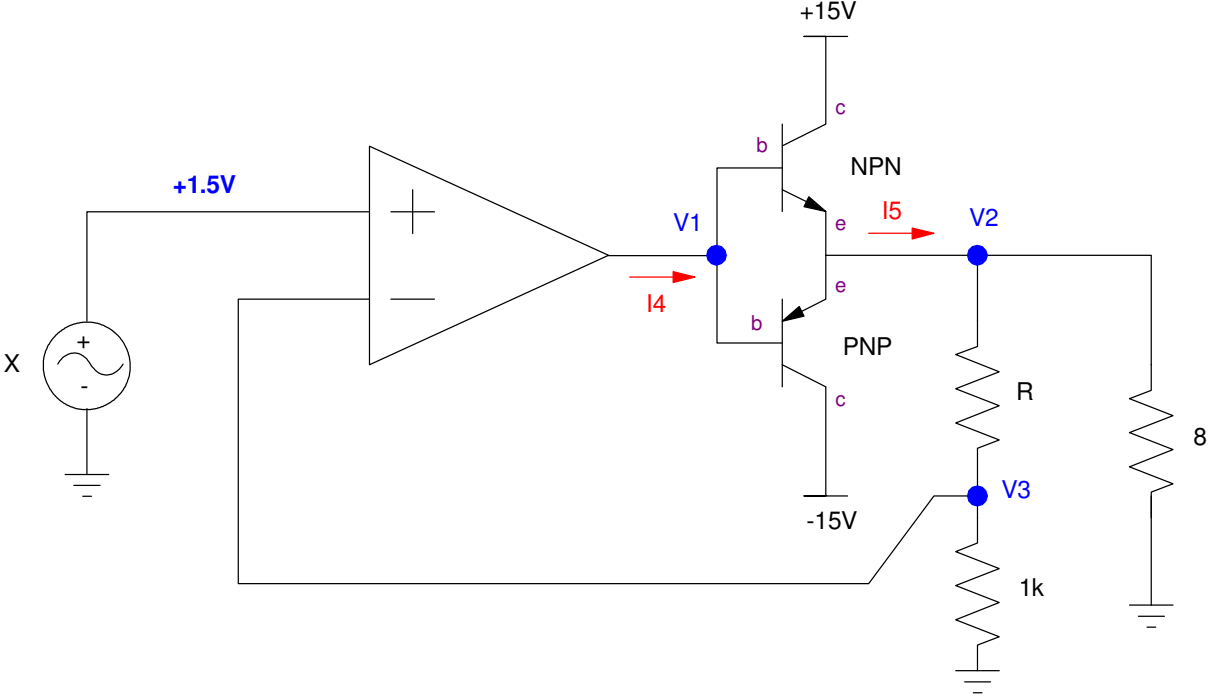 +15V
c
b
NPN
+1.5V
+
I5
V2
V1
e
e
−
I4
b
PNP
X
+
-
R
c
8
V3
-15V
1k